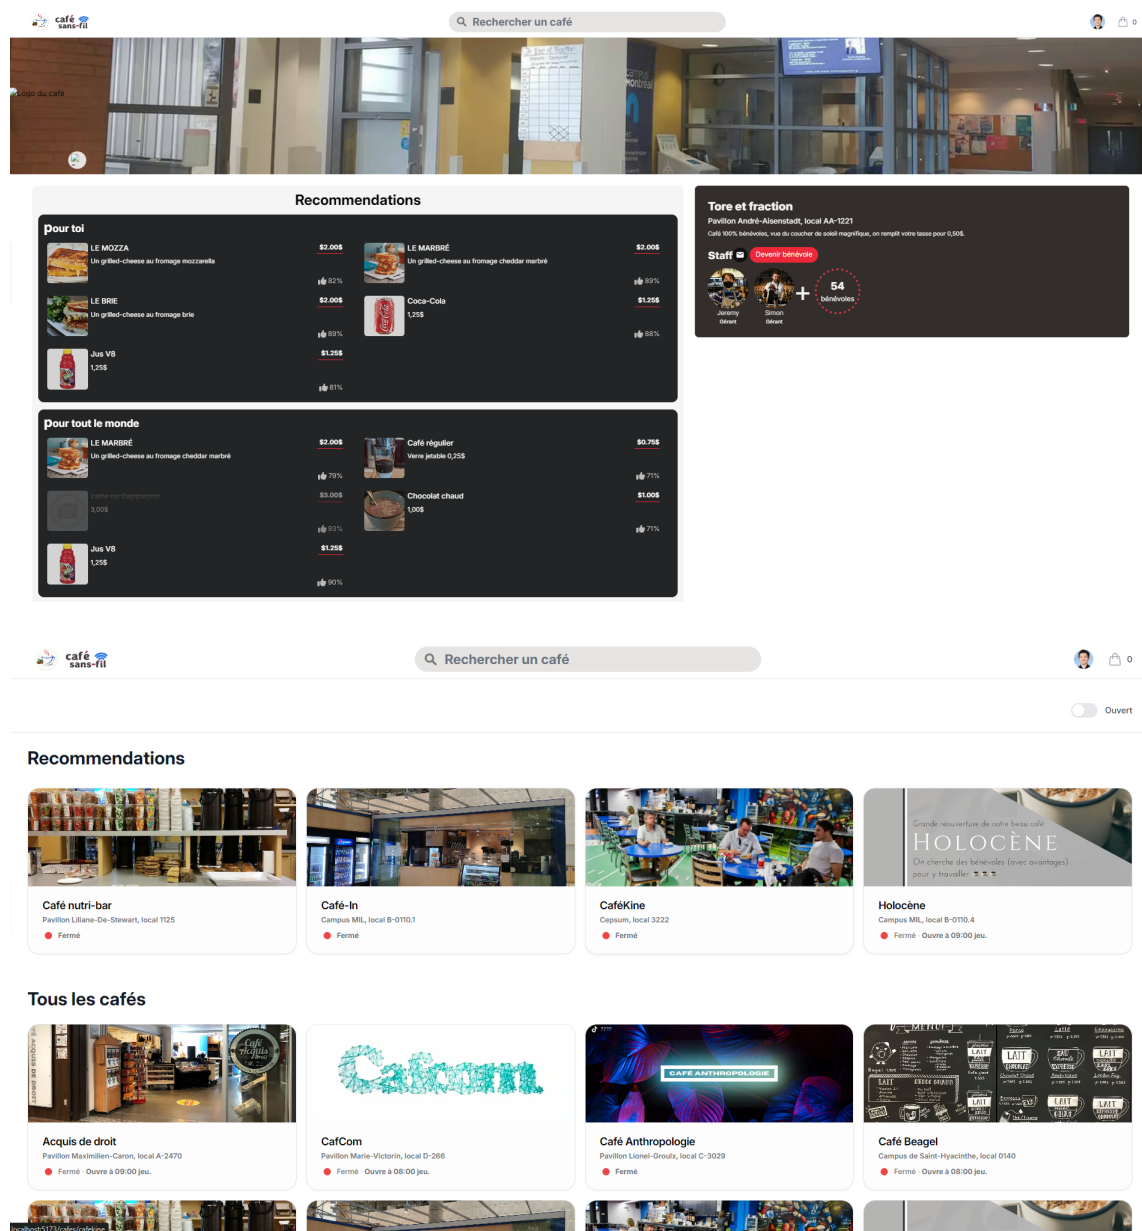 café
sans-fil
Rechercher un café
0
Logo du café
Montréal
Recommendations
pour toi
LE MOZZA
$2.00$
Un grilled-cheese au fromage mozzarella
82%
LE MARBRÉ
$2.00$
Un grilled-cheese au fromage cheddar marbré
89%
LE BRIE
$2.00$
Un grilled-cheese au fromage brie
89%
Coca-Cola
$1.25$
1,25$
88%
Jus V8
$1.25$
1,25$
81%
pour tout le monde
LE MARBRÉ
$2.00$
Un grilled-cheese au fromage cheddar marbré
79%
Café régulier
$0.75$
Verre jetable 0,25$
71%
Latte ou Cappucino
$3.00$
3,00$
93%
Chocolat chaud
$1.00$
1,00$
71%
Jus V8
$1.25$
1,25$
90%
Tore et fraction
Pavillon André-Aisenstadt, local AA-1221
Café 100% bénévoles, vue du coucher de soleil magnifique, on remplit votre tasse pour 0,50$.
Staff
Devenir bénévole
Jeremy
Gérant
Simon
Gérant
+
54
bénévoles
café
sans-fil
Rechercher un café
0
Ouvert
Recommendations
Café nutri-bar
Pavillon Liliane-De-Stewart, local 1125
Fermé
Café-In
Campus MIL, local B-0110.1
Fermé
CaféKine
Cepsum, local 3222
Fermé
Grande réouverture de notre beau café
HOLOCÈNE
On cherche des bénévoles (avec avantages)
pour y travailler
Holocène
Campus MIL, local B-0110.4
Fermé · Ouvre à 09:00 jeu.
Tous les cafés
Café
Acquis
Acquis de droit
Pavillon Maximilien-Caron, local A-2470
Fermé · Ouvre à 09:00 jeu.
Cafcom
CafCom
Pavillon Marie-Victorin, local D-266
Fermé · Ouvre à 08:00 jeu.
CAFÉ ANTHROPOLOGIE
Café Anthropologie
Pavillon Lionel-Groulx, local C-3029
Fermé
MENU
LAIT
Café Beagel
Campus de Saint-Hyacinthe, local 0140
Fermé · Ouvre à 08:00 jeu.
localhost:5173/cafes/cafekine